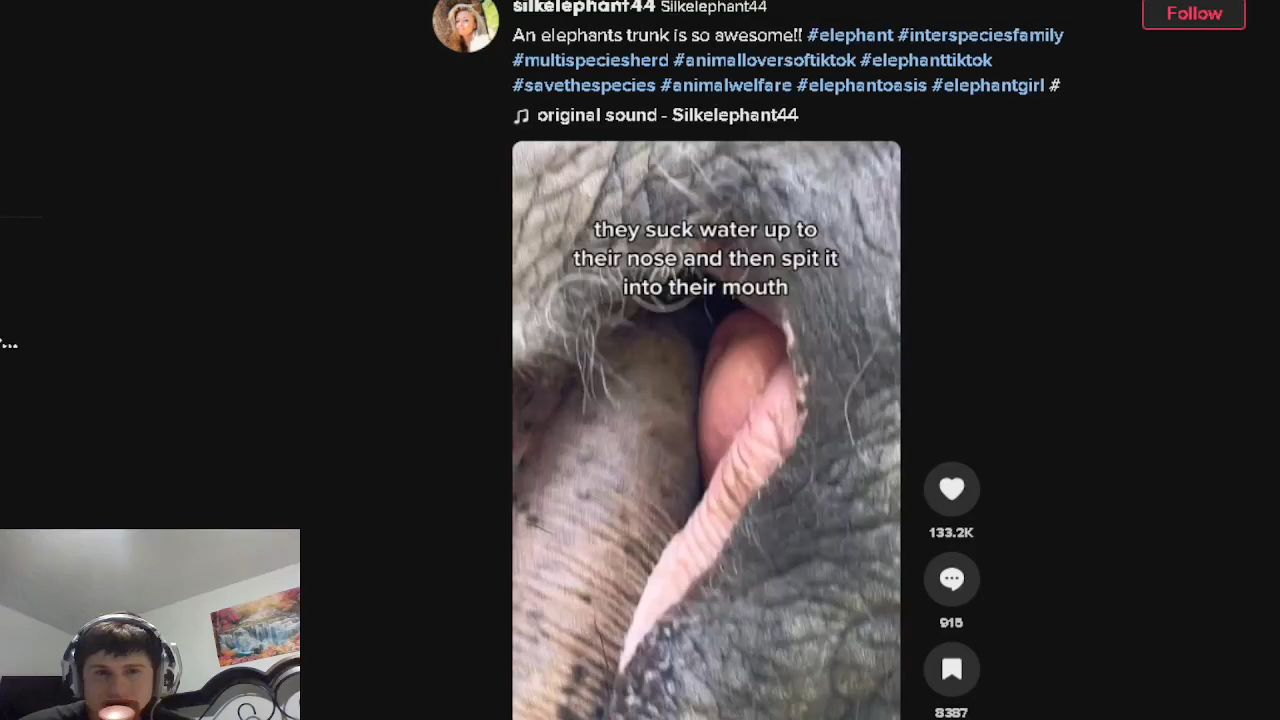 silkelephant44 Silkelephant44
Follow
An elephants trunk is so awesome!! #elephant #interspeciesfamily
#multispeciesherd #animalloversoftiktok #elephanttiktok
#savethespecies #animalwelfare #elephantoasis #elephantgirl #
original sound - Silkelephant44
they suck water up to
their nose and then spit it
into their mouth
...
133.2K
915
8387